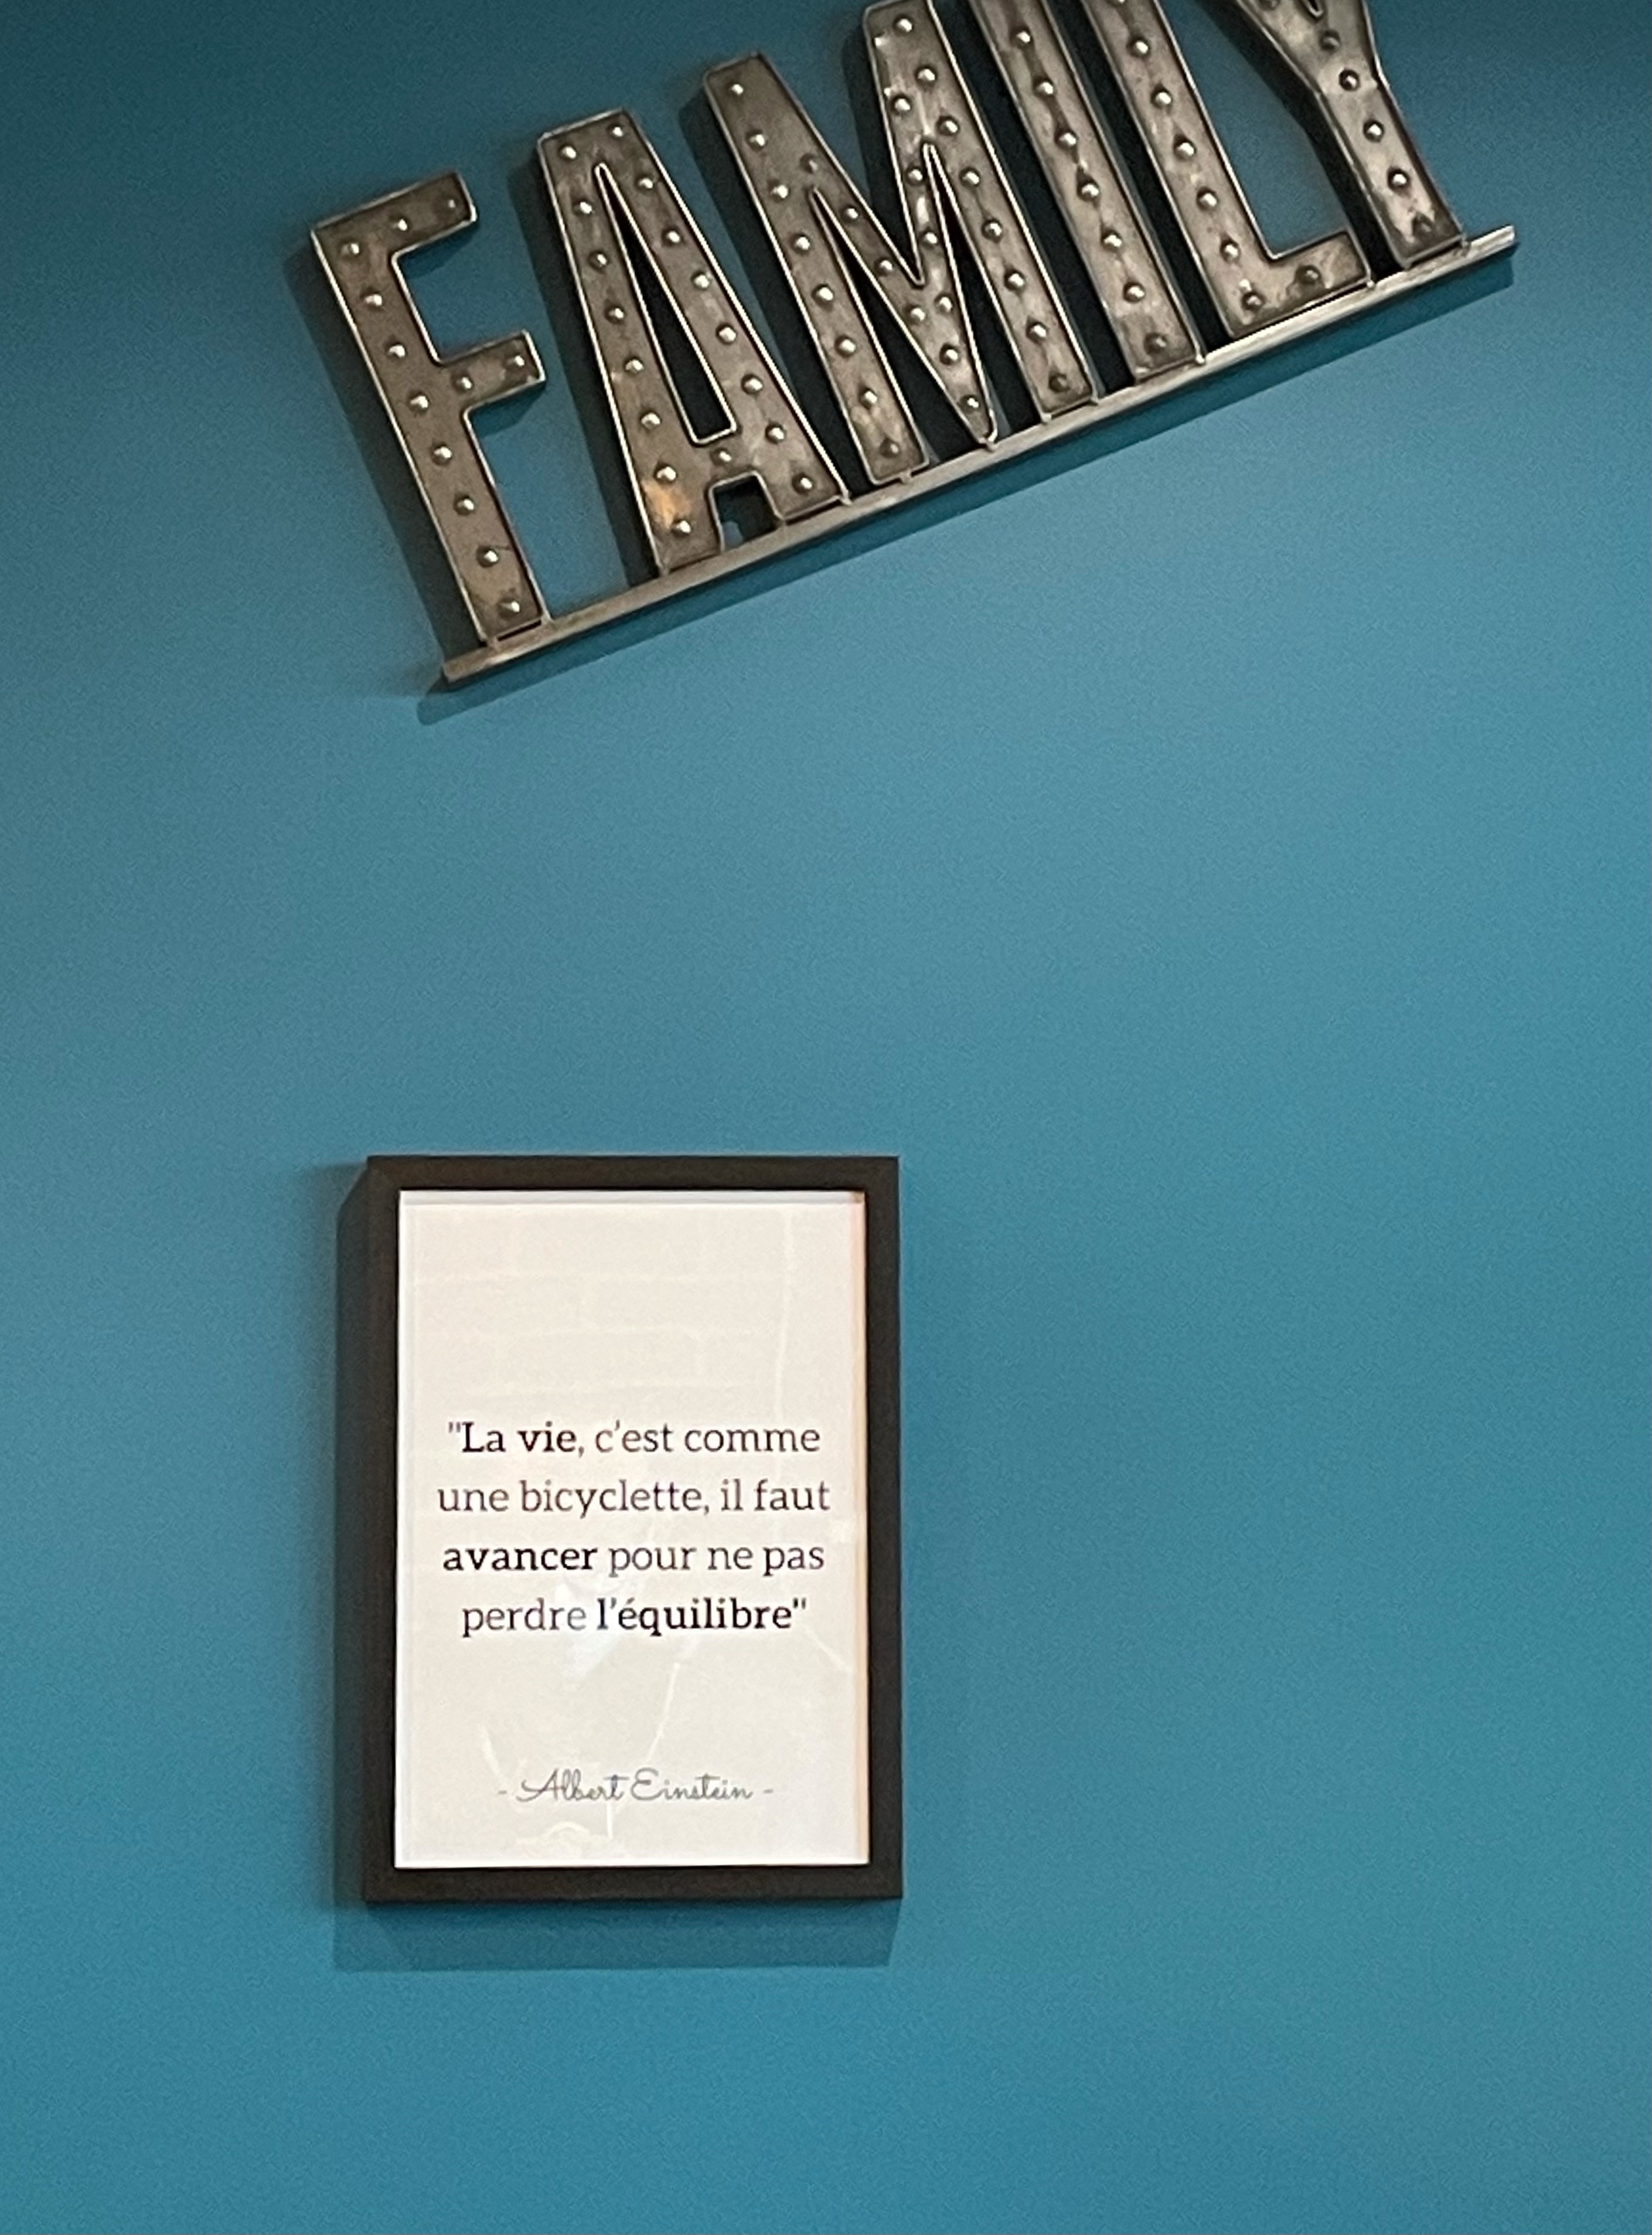 FAMILY
"La vie, c'est comme
une bicyclette, il faut
avancer pour ne pas
perdre l'équilibre"
- Albert Einstein -